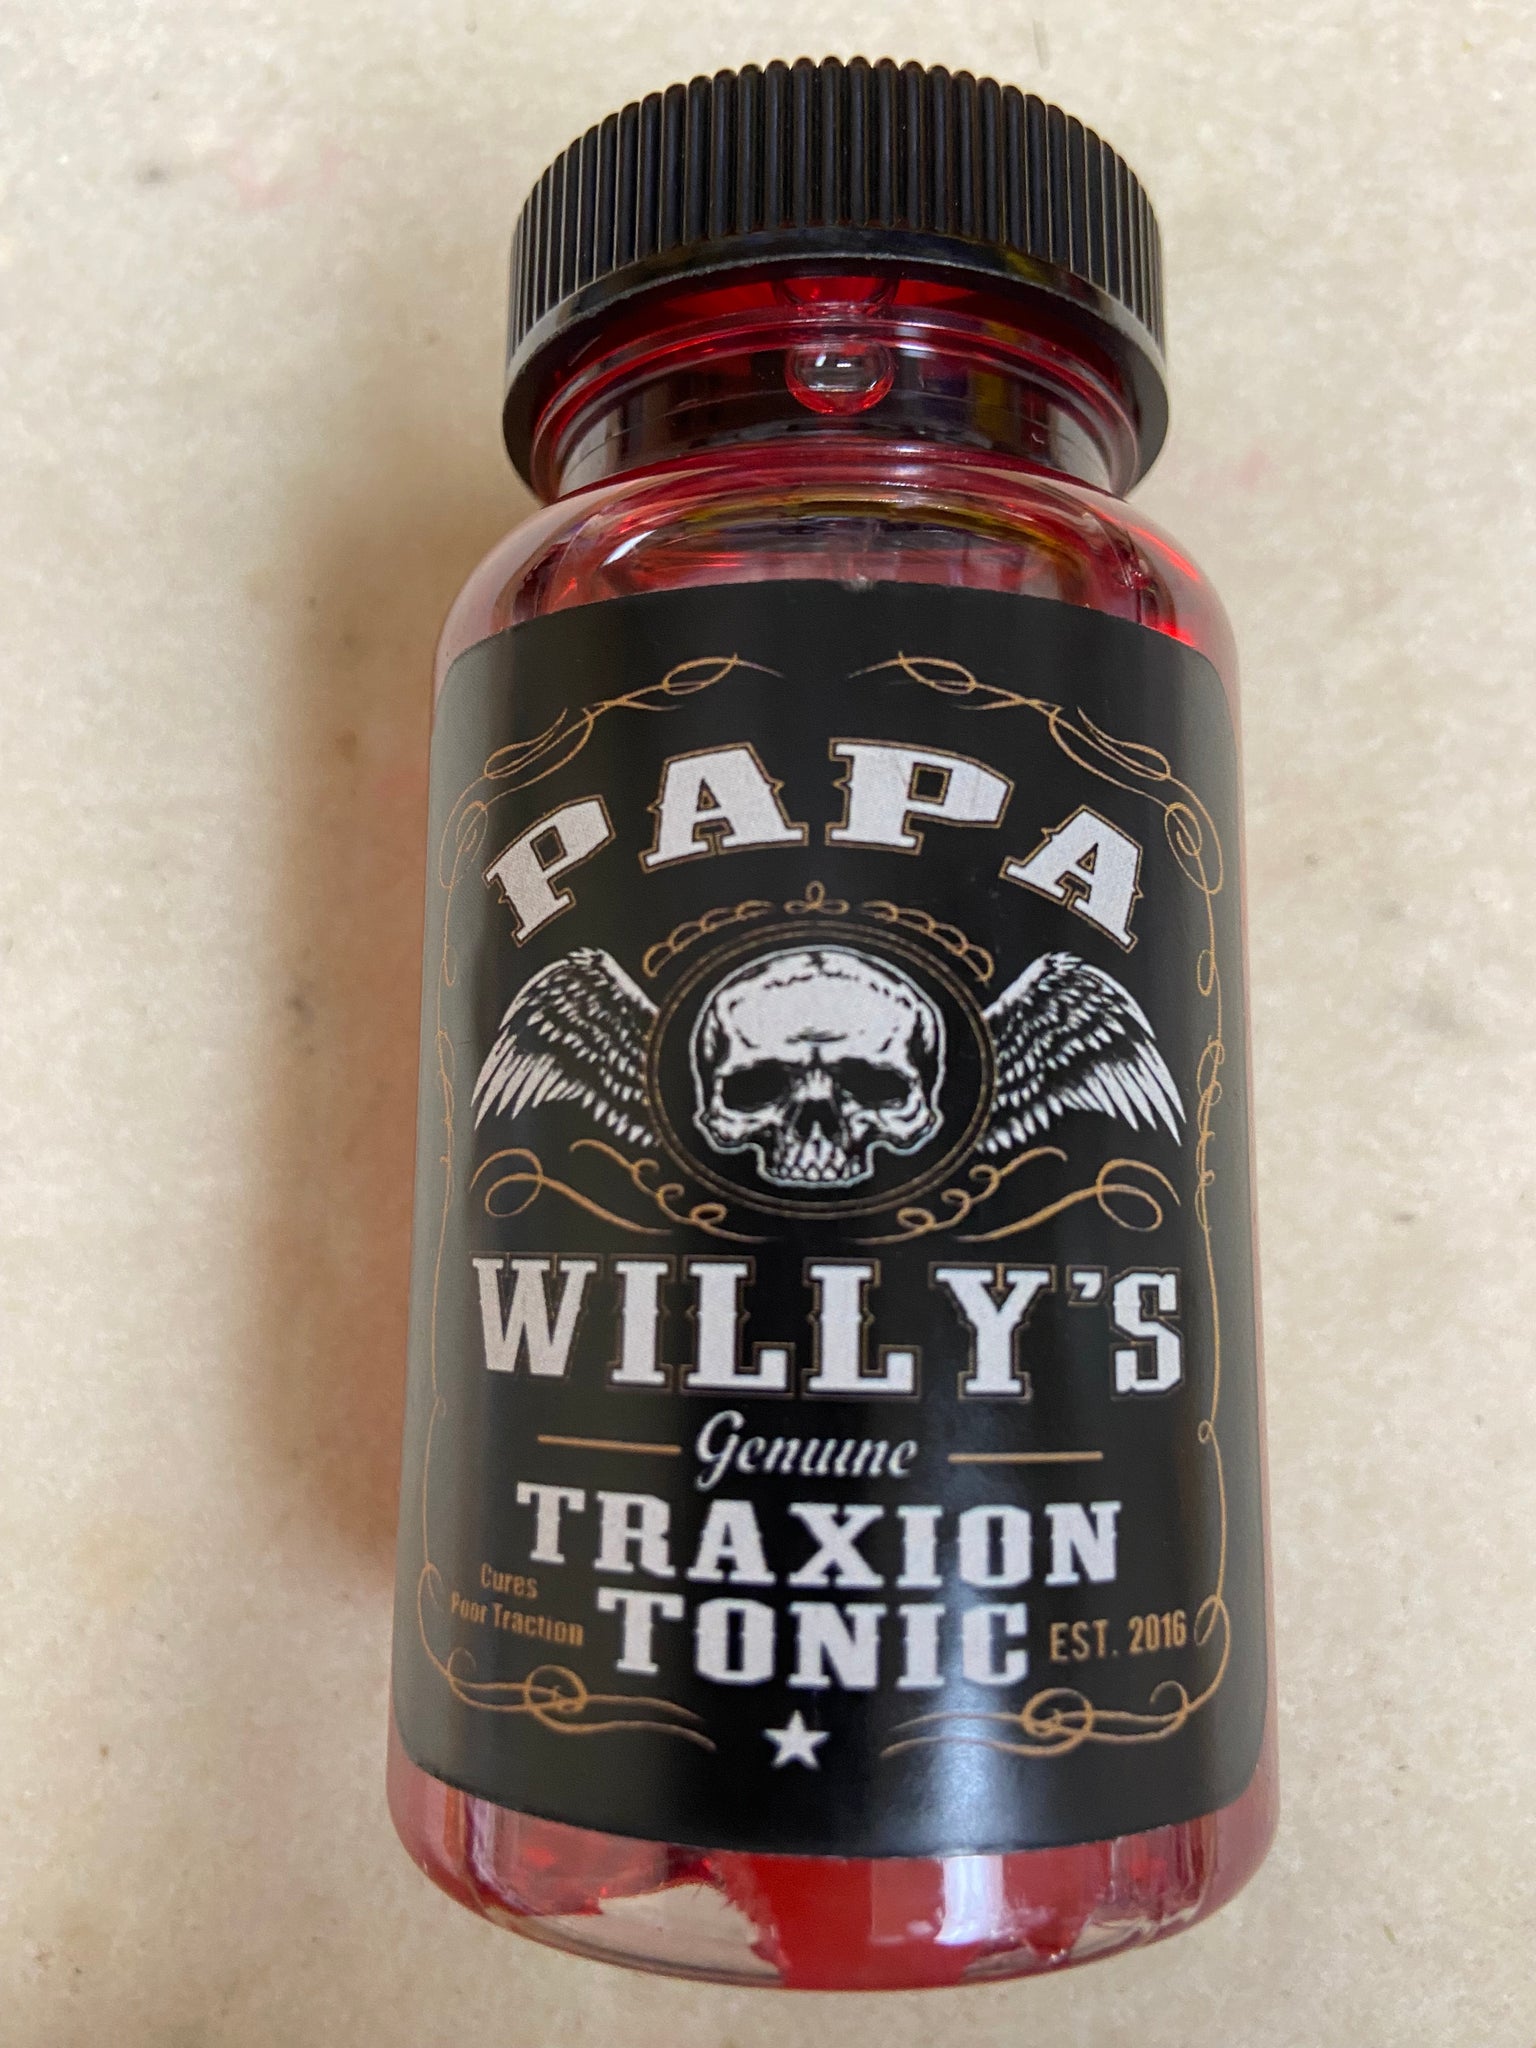 PAPA
WILLY'S
Genuine
TRAXION
Cures
Poor Traction
TONIC
EST. 2016